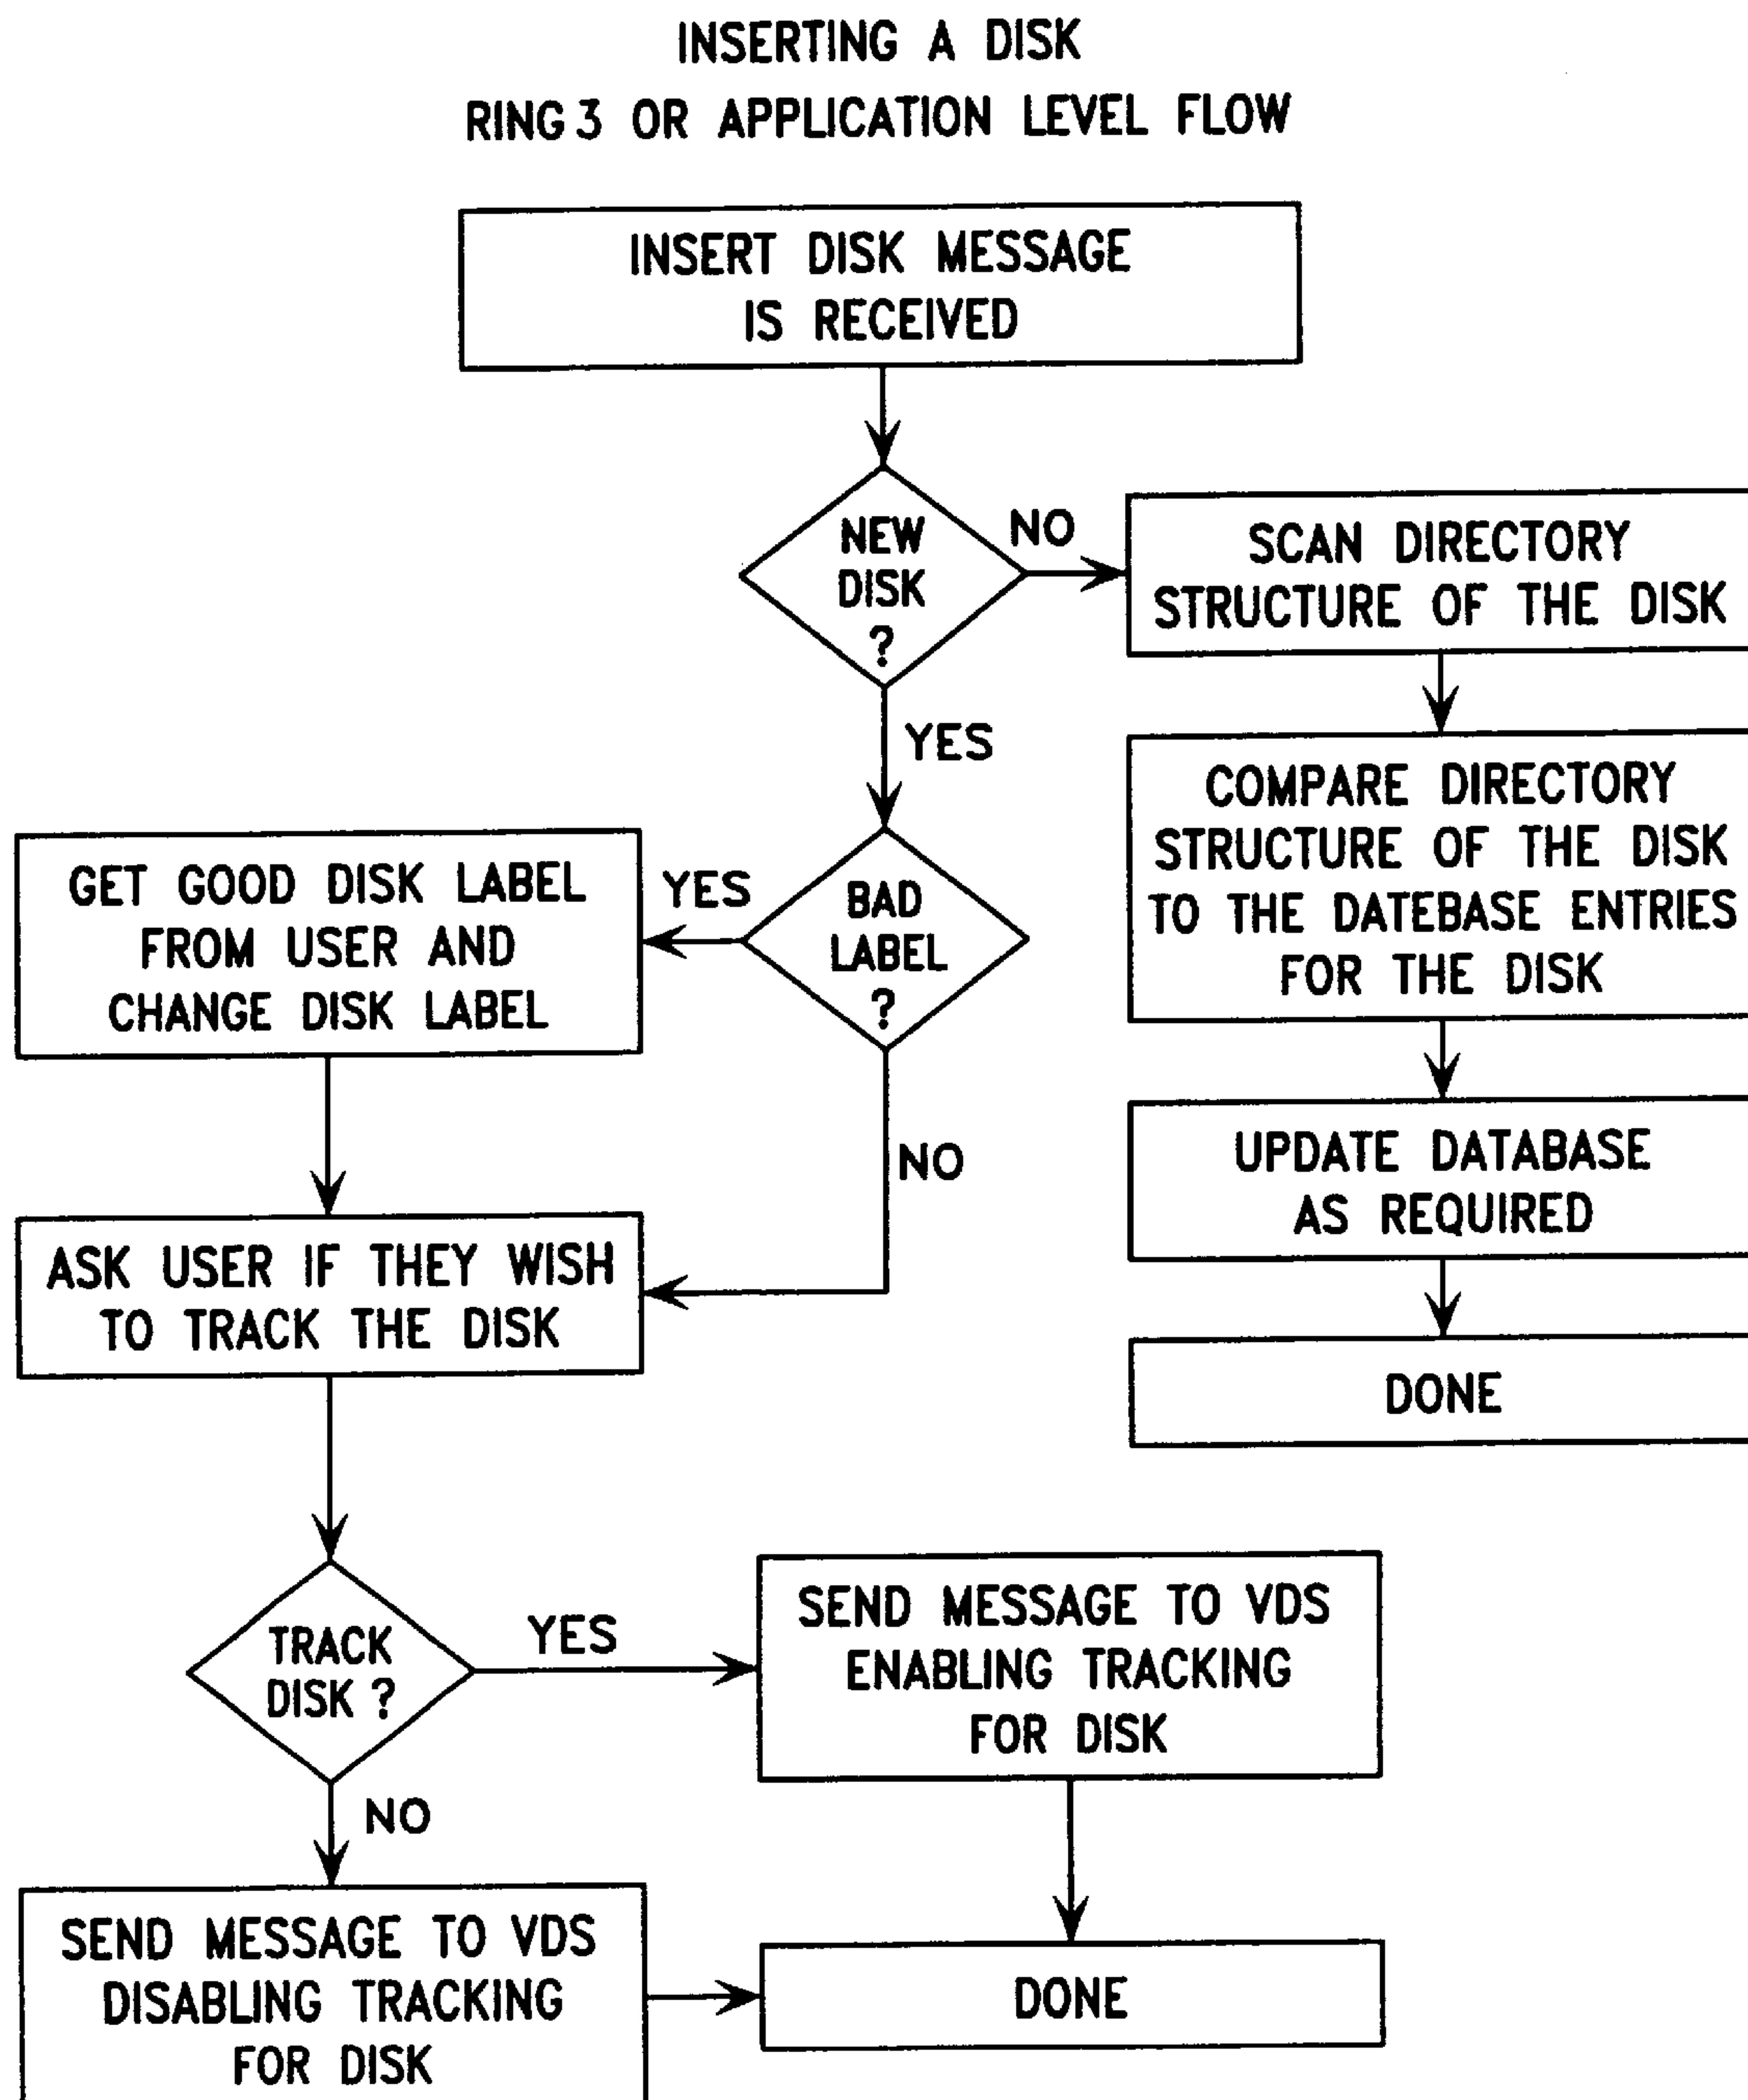 INSERTING A DISK
RING 3 OR APPLICATION LEVEL FLOW
INSERT DISK MESSAGE
IS RECEIVED
NEW
DISK
?
NO
SCAN DIRECTORY
STRUCTURE OF THE DISK
YES
COMPARE DIRECTORY
STRUCTURE OF THE DISK
TO THE DATEBASE ENTRIES
FOR THE DISK
BAD
LABEL
?
YES
GET GOOD DISK LABEL
FROM USER AND
CHANGE DISK LABEL
NO
UPDATE DATABASE
AS REQUIRED
ASK USER IF THEY WISH
TO TRACK THE DISK
DONE
TRACK
DISK ?
YES
SEND MESSAGE TO VDS
ENABLING TRACKING
FOR DISK
NO
SEND MESSAGE TO VDS
DISABLING TRACKING
FOR DISK
DONE